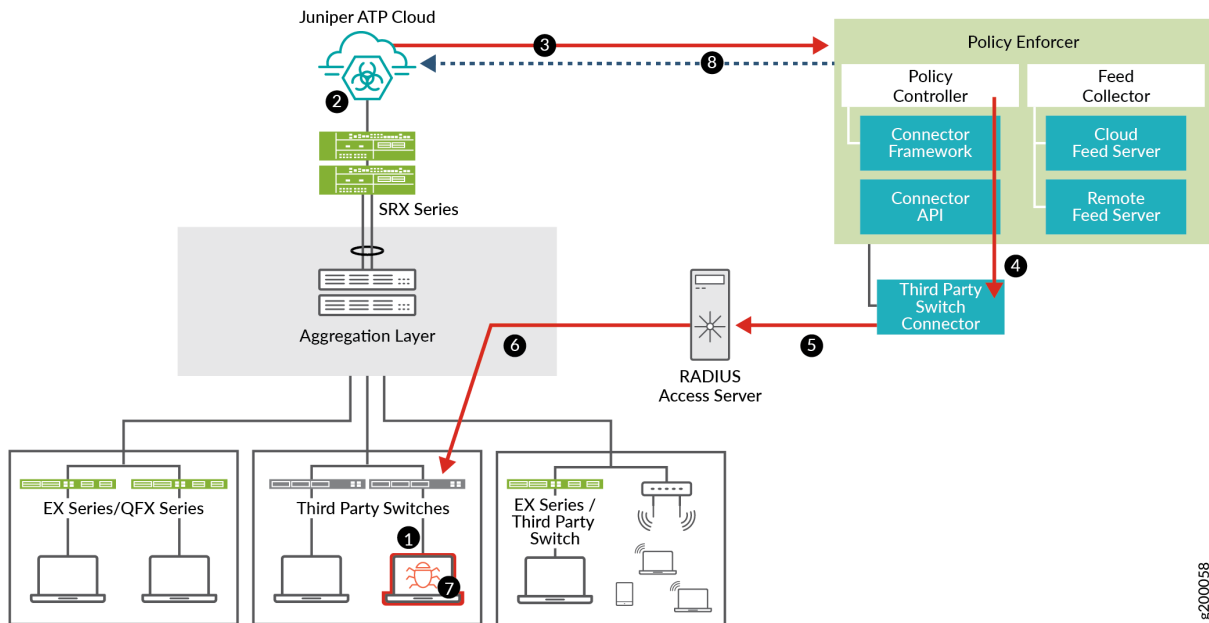 Juniper ATP Cloud
3
8
2
SRX Series
Policy Enforcer
Policy
Controller
Feed
Collector
Connector
Framework
Cloud
Feed Server
Connector
API
Remote
Feed Server
4
Third Party
Switch
Connector
5
RADIUS
Access Server
6
Aggregation Layer
EX Series/QFX Series
Third Party Switches
1
7
EX Series /
Third Party
Switch
g200058